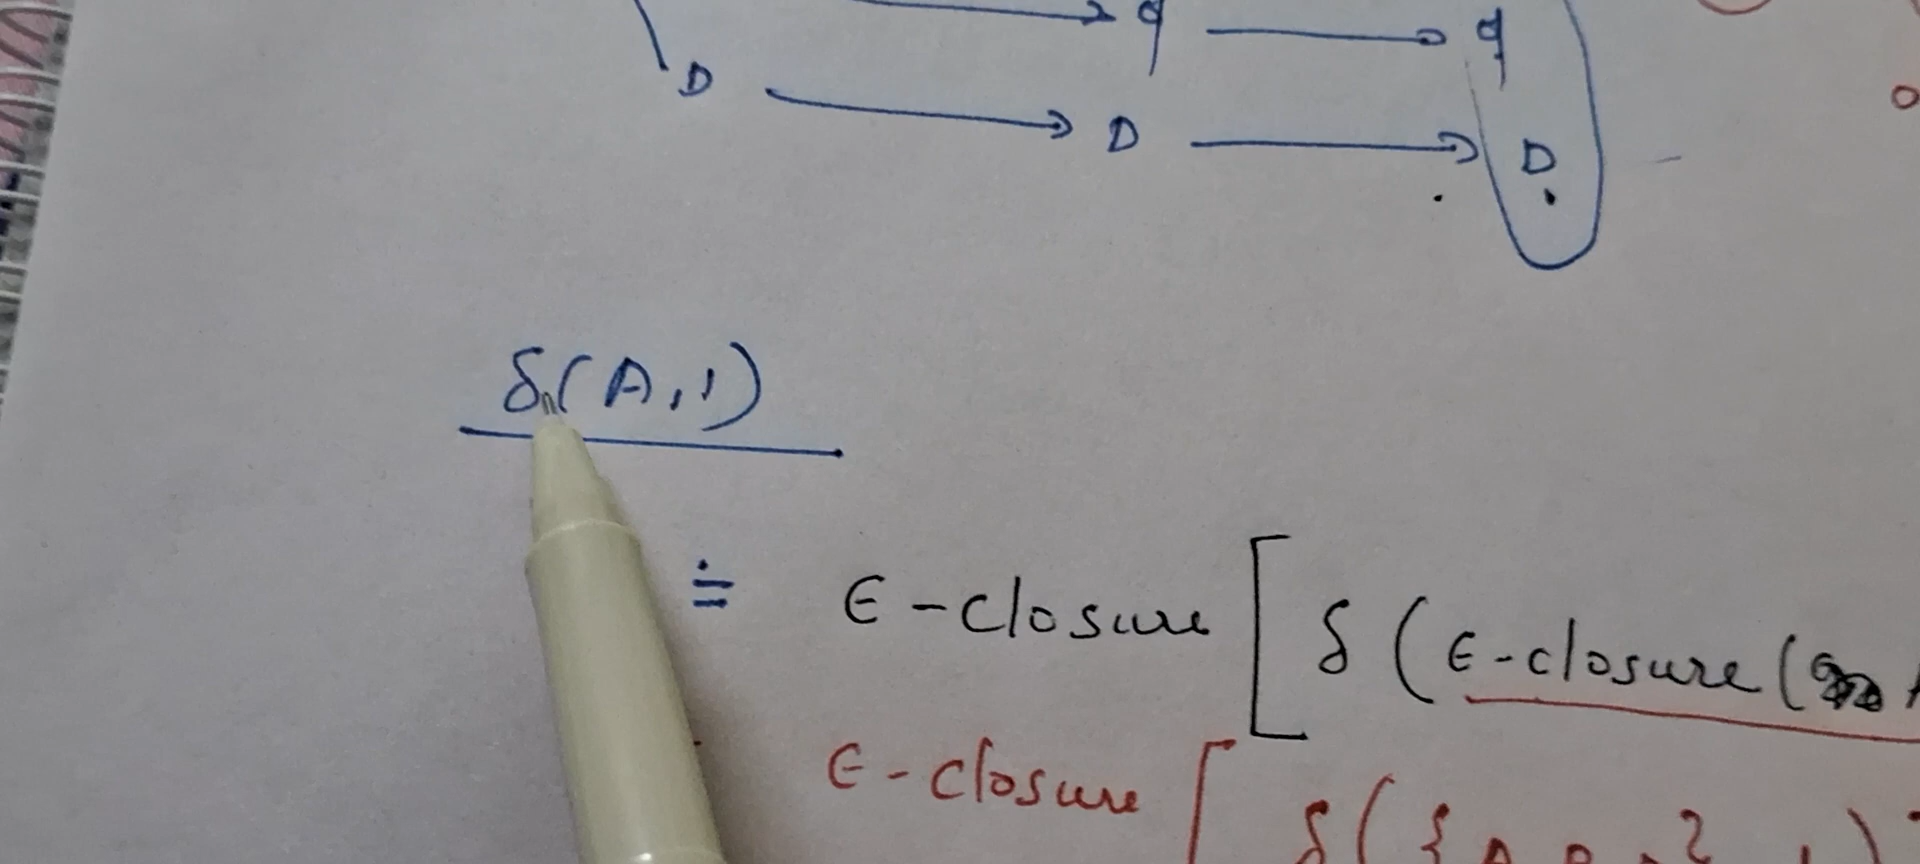 q q
D
D D
δ(A,1)
= ϵ-closure [ δ ( ϵ-closure (
ϵ-closure [ δ ( {